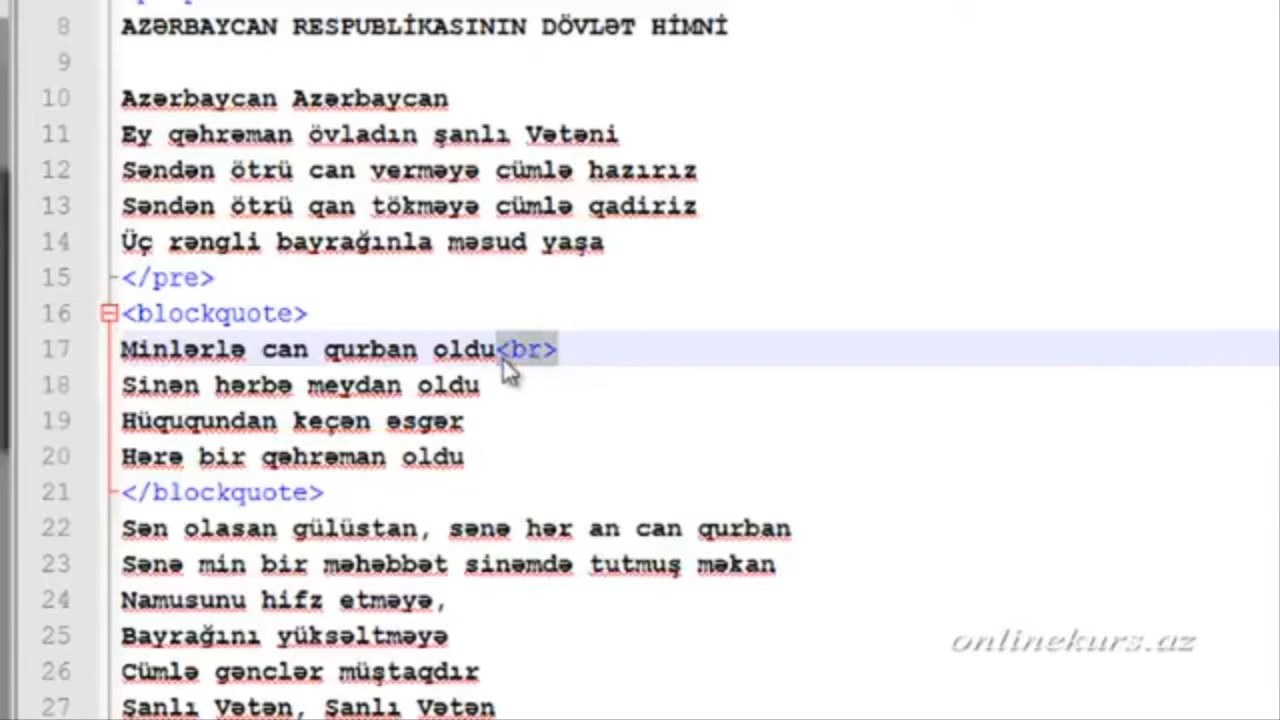 8 AZƏRBAYCAN RESPUBLİKASININ DÖVLƏT HİMNİ
9
10 Azərbaycan Azərbaycan
11 Ey qəhrəman övladın şanlı Vətəni
12 Səndən ötrü can verməyə cümlə hazırız
13 Səndən ötrü qan tökməyə cümlə qadiriz
14 Üç rəngli bayrağınla məsud yaşa
15 </pre>
16 <blockquote>
17 Minlərlə can qurban oldu<br>
18 Sinən hərbə meydan oldu
19 Hüququndan keçən əsgər
20 Hərə bir qəhrəman oldu
21 </blockquote>
22 Sən olasan gülüstan, sənə hər an can qurban
23 Sənə min bir məhəbbət sinəmdə tutmuş məkan
24 Namusunu hifz etməyə,
25 Bayrağını yüksəltməyə
26 Cümlə gənclər müştaqdır
27 Şanlı Vətən, Şanlı Vətən
onlinekurs.az